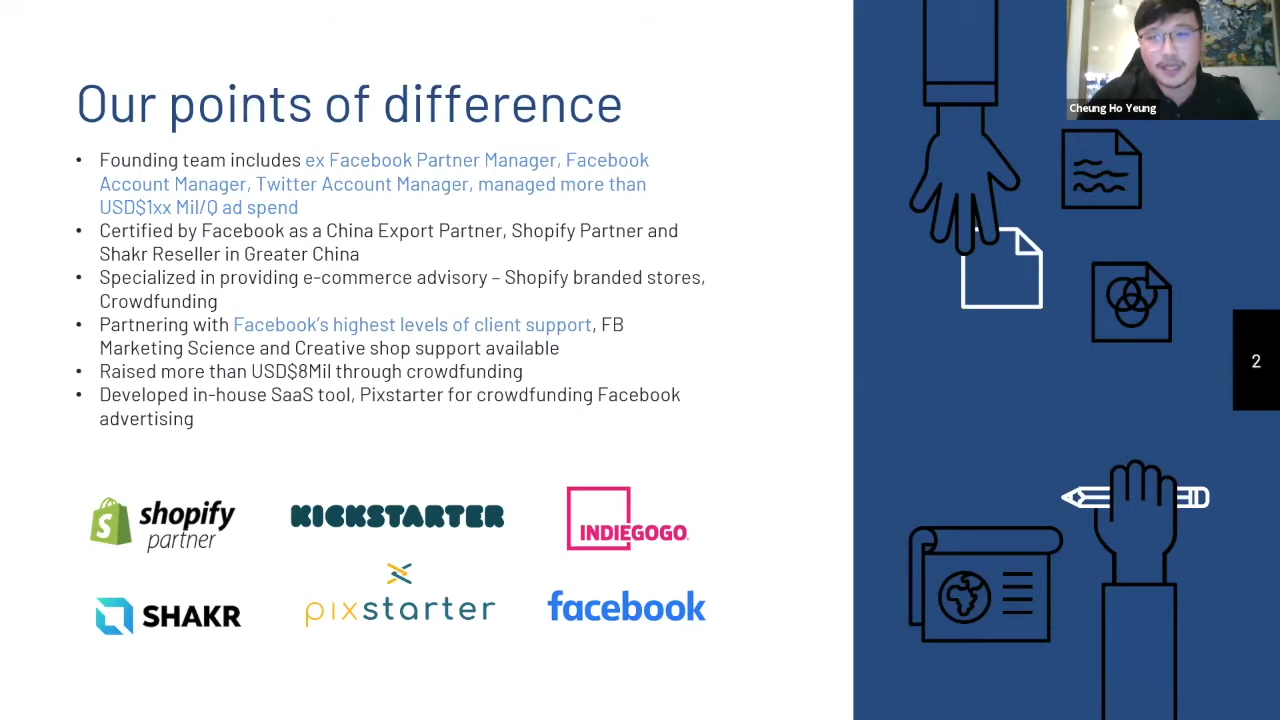 Cheung Ho Yeung
Our points of difference
• Founding team includes ex Facebook Partner Manager, Facebook
Account Manager, Twitter Account Manager, managed more than
USD$1xx Mil/Q ad spend
• Certified by Facebook as a China Export Partner, Shopify Partner and
Shakr Reseller in Greater China
• Specialized in providing e-commerce advisory – Shopify branded stores,
Crowdfunding
• Partnering with Facebook’s highest levels of client support, FB
Marketing Science and Creative shop support available
• Raised more than USD$8Mil through crowdfunding
• Developed in-house SaaS tool, Pixstarter for crowdfunding Facebook
advertising
2
shopify
partner
KICKSTARTER
INDIEGOGO
SHAKR
pixstarter
facebook